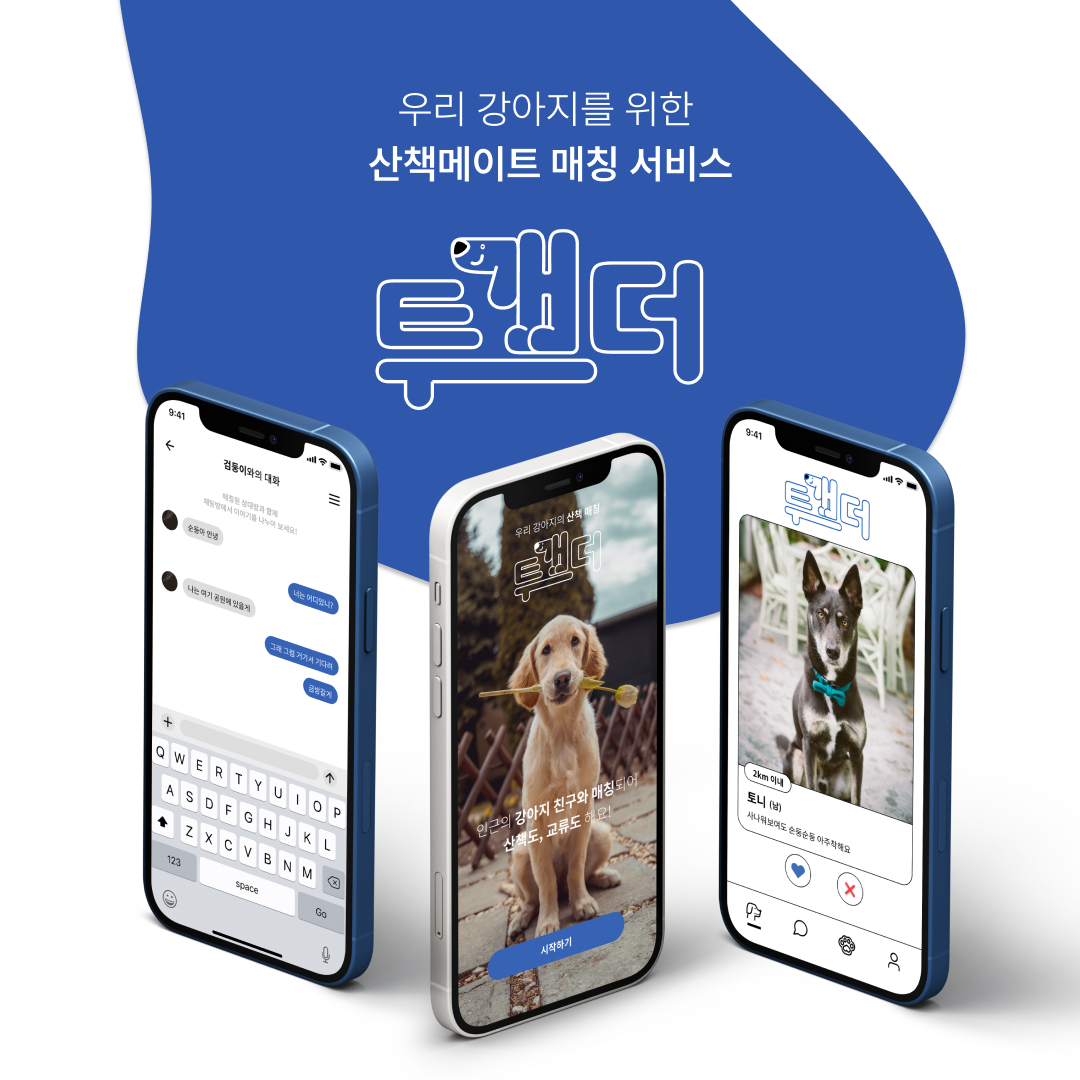 우리 강아지를 위한
산책메이트 매칭 서비스
투갬더
9:41
검둥이와의 대화
매칭된 상대방과 함께
채팅방에서 이야기를 나누어 보세요!
순둥아 안녕
너는 어디있니?
나는 여기 공원에 있을게
그래 그럼 거기서 기다려
금방갈게
Q W E R T Y U I O P
A S D F G H J K L
Z X C V B N M
123
space
Go
우리 강아지의 산책 매칭
투갬더
인근의 강아지 친구와 매칭되어
산책도, 교류도 해요!
시작하기
9:41
투갬더
2km 이내
토니 (남)
사나워보여도 순둥순둥 아주착해요